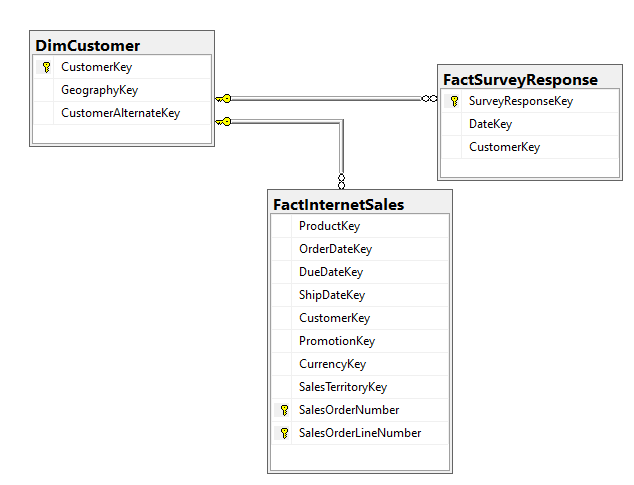 DimCustomer
CustomerKey
GeographyKey
CustomerAlternateKey
FactSurveyResponse
SurveyResponseKey
DateKey
CustomerKey
FactInternetSales
ProductKey
OrderDateKey
DueDateKey
ShipDateKey
CustomerKey
PromotionKey
CurrencyKey
SalesTerritoryKey
SalesOrderNumber
SalesOrderLineNumber